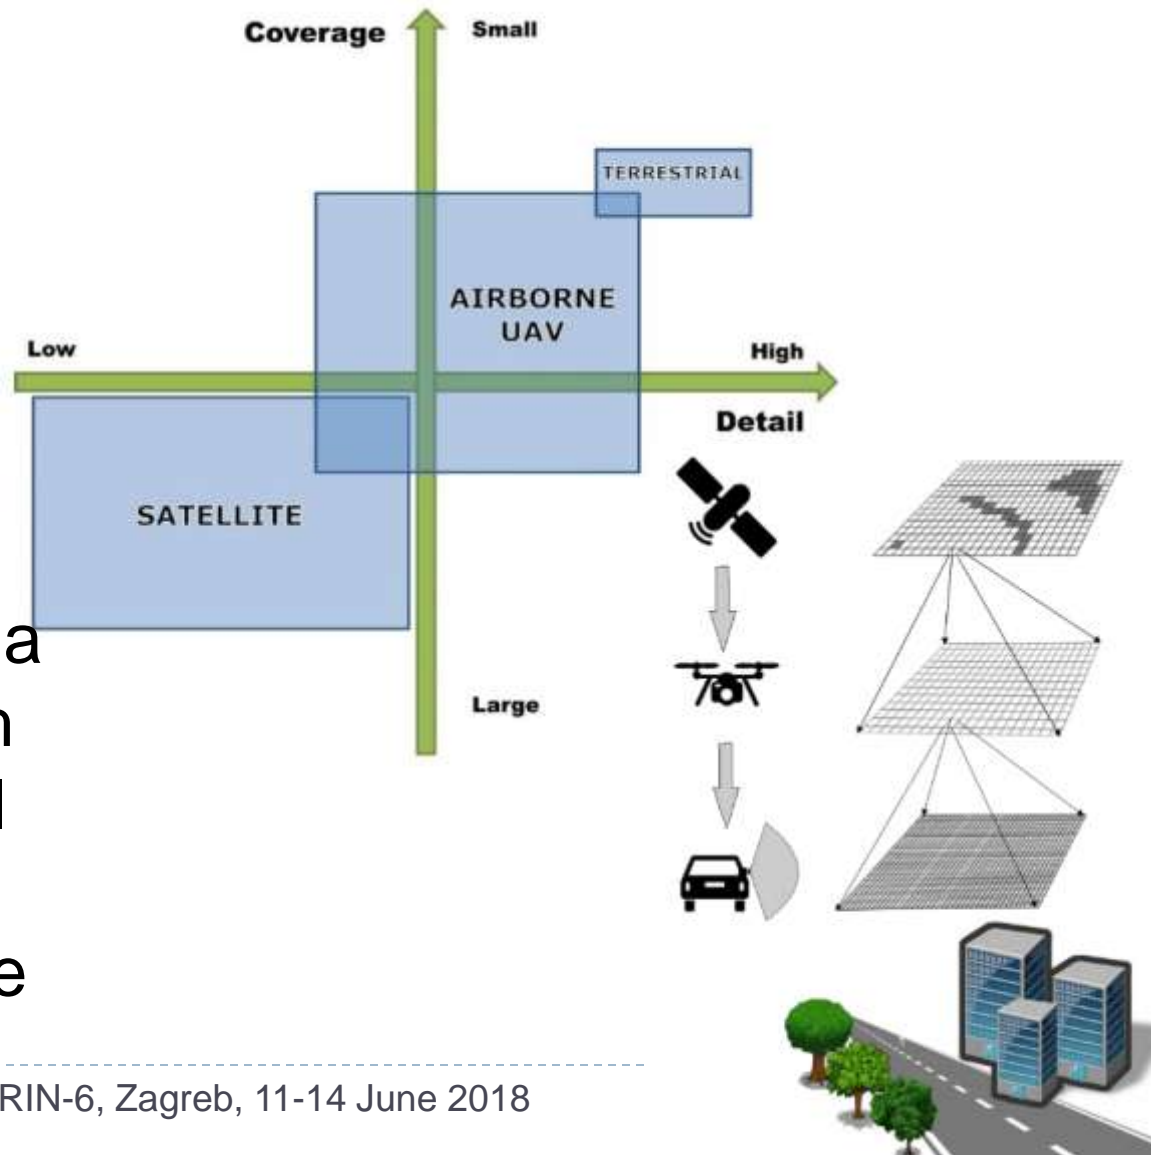 Coverage
Small
TERRESTRIAL
AIRBORNE
UAV
Low
High
Detail
SATELLITE
a
Large
e
RIN-6, Zagreb, 11-14 June 2018